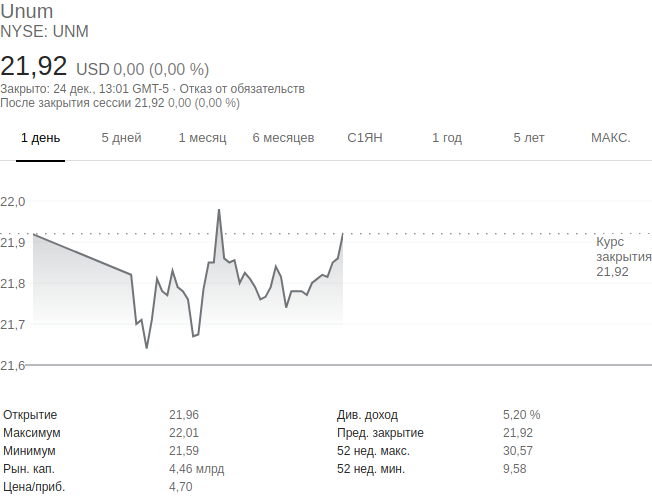 Unum
NYSE: UNM
21,92 USD 0,00 (0,00 %)
Закрыто: 24 дек., 13:01 GMT-5 · Отказ от обязательств
После закрытия сессии 21,92 0,00 (0,00 %)
1 день 5 дней 1 месяц 6 месяцев С1ЯН 1 год 5 лет МАКС.
22,0
21,9
Курс
закрытия
21,92
21,8
21,7
21,6
Открытие 21,96 Див. доход 5,20 %
Максимум 22,01 Пред. закрытие 21,92
Минимум 21,59 52 нед. макс. 30,57
Рын. кап. 4,46 млрд 52 нед. мин. 9,58
Цена/приб. 4,70